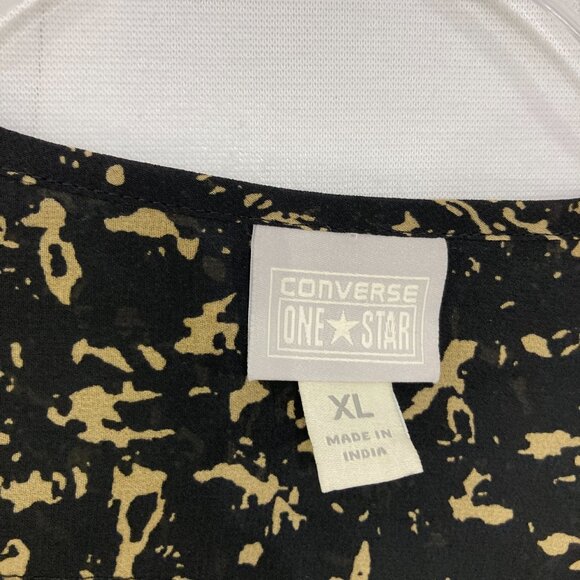 CONVERSE
ONE★STAR
XL
MADE IN
INDIA